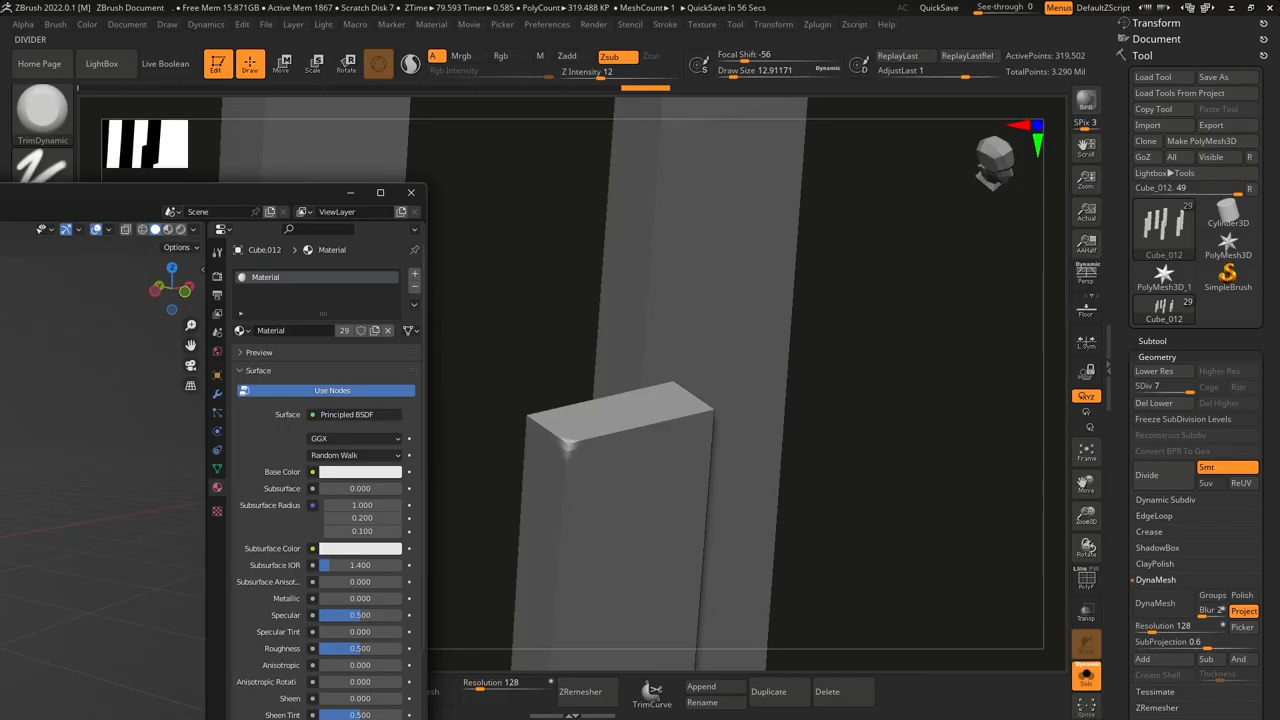 ZBrush 2022.0.1 [M] ZBrush Document • Free Mem 15.871GB • Active Mem 1867 • Scratch Disk 7 • ZTime▶79.593 Timer▶0.585 • PolyCount▶319.488 KP • MeshCount▶1 • QuickSave In 56 Secs AC QuickSave See-through 0 Menus DefaultZScript
Alpha Brush Color Document Draw Dynamics Edit File Layer Light Macro Marker Material Movie Picker Preferences Render Stencil Stroke Texture Tool Transform Zplugin Zscript Help
DIVIDER
Home Page LightBox Live Boolean Edit Draw Move Scale Rotate A Mrgb Rgb M Zadd Zsub Zcut
Rgb Intensity Z Intensity 12
Focal Shift -56
Draw Size 12.91171 Dynamic
ReplayLast ReplayLastRel ActivePoints: 319,502
AdjustLast 1 TotalPoints: 3.290 Mil
TrimDynamic
Scene ViewLayer
Options
Cube.012 Material
Material
Material 29
Preview
Surface
Use Nodes
Surface Principled BSDF
GGX
Random Walk
Base Color
Subsurface 0.000
Subsurface Radius 1.000
0.200
0.100
Subsurface Color
Subsurface IOR 1.400
Subsurface Anisot... 0.000
Metallic 0.000
Specular 0.500
Specular Tint 0.000
Roughness 0.500
Anisotropic 0.000
Anisotropic Rotati 0.000
Sheen 0.000
Sheen Tint 0.500
Z
Resolution 128
ZRemesher
TrimCurve
Append
Rename
Duplicate
Delete
BPR
SPix 3
Scroll
Zoom
Actual
AAHalf
Dynamic
Persp
Floor
L.Sym
XYZ
Frame
Move
Zoom3D
Rotate
Line Fill
PolyF
Transp
Dynamic
Solo
Xpose
Transform
Document
Tool
Load Tool Save As
Load Tools From Project
Copy Tool Paste Tool
Import Export
Clone Make PolyMesh3D
GoZ All Visible R
Lightbox▶Tools
Cube_012. 49 R
29
Cube_012 Cylinder3D
PolyMesh3D
PolyMesh3D_1 SimpleBrush
29
Cube_012
Subtool
Geometry
Lower Res Higher Res
SDiv 7 Cage Rstr
Del Lower Del Higher
Freeze SubDivision Levels
Reconstruct Subdiv
Convert BPR To Geo
Divide Smt
Suv ReUV
Dynamic Subdiv
EdgeLoop
Crease
ShadowBox
ClayPolish
DynaMesh
DynaMesh Groups Polish
Blur 2 Project
Resolution 128 Picker
SubProjection 0.6
Add Sub And
Create Shell Thickness
Tessimate
ZRemesher